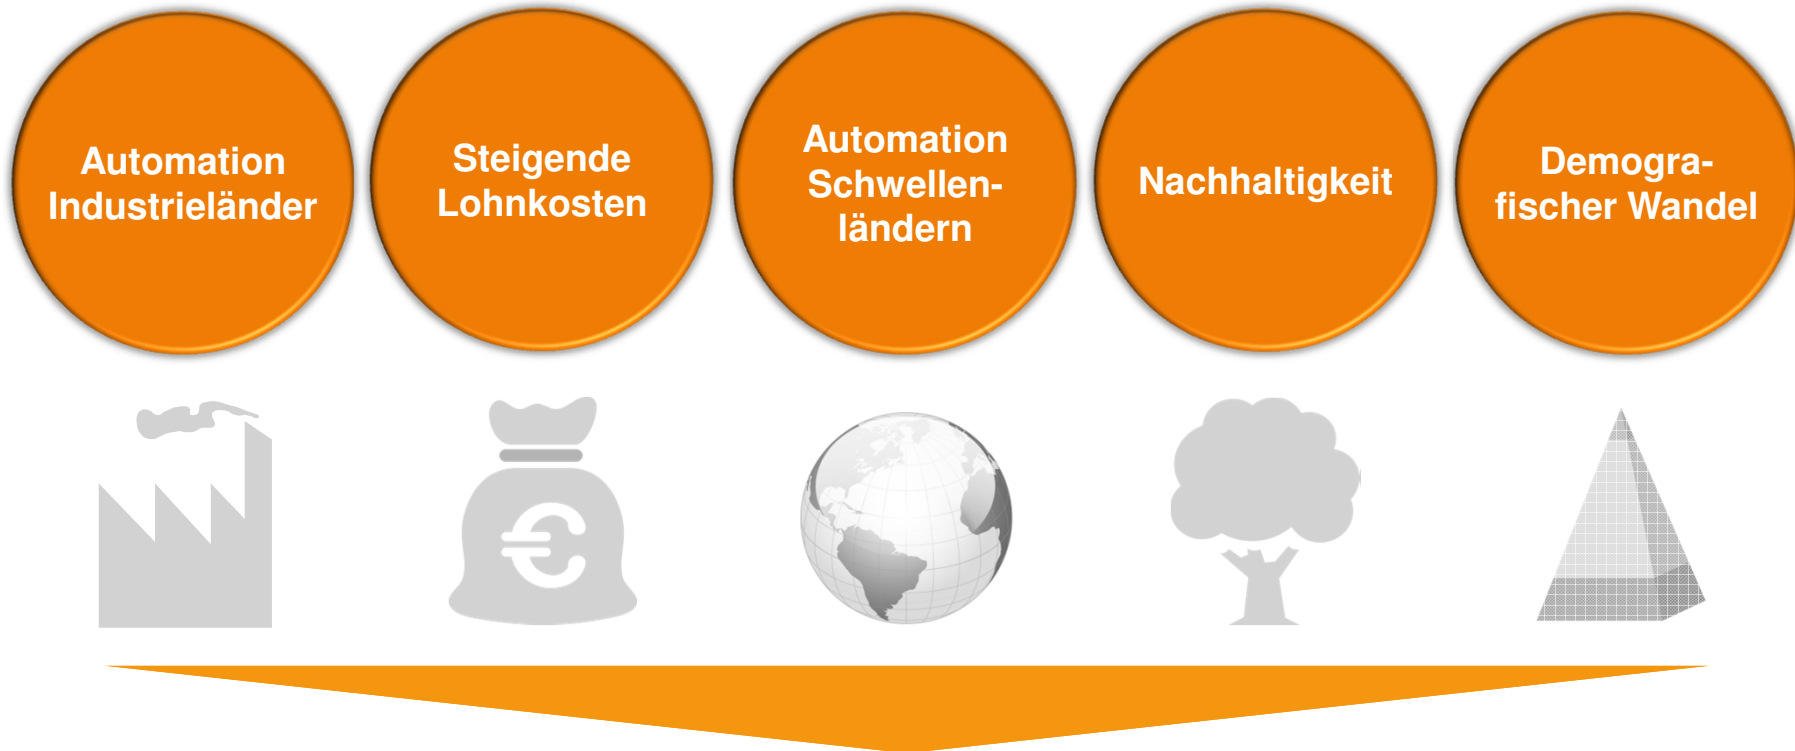 Automation
Industrieländer
Steigende
Lohnkosten
Automation
Schwellen-
ländern
Nachhaltigkeit
Demogra-
fischer Wandel
€